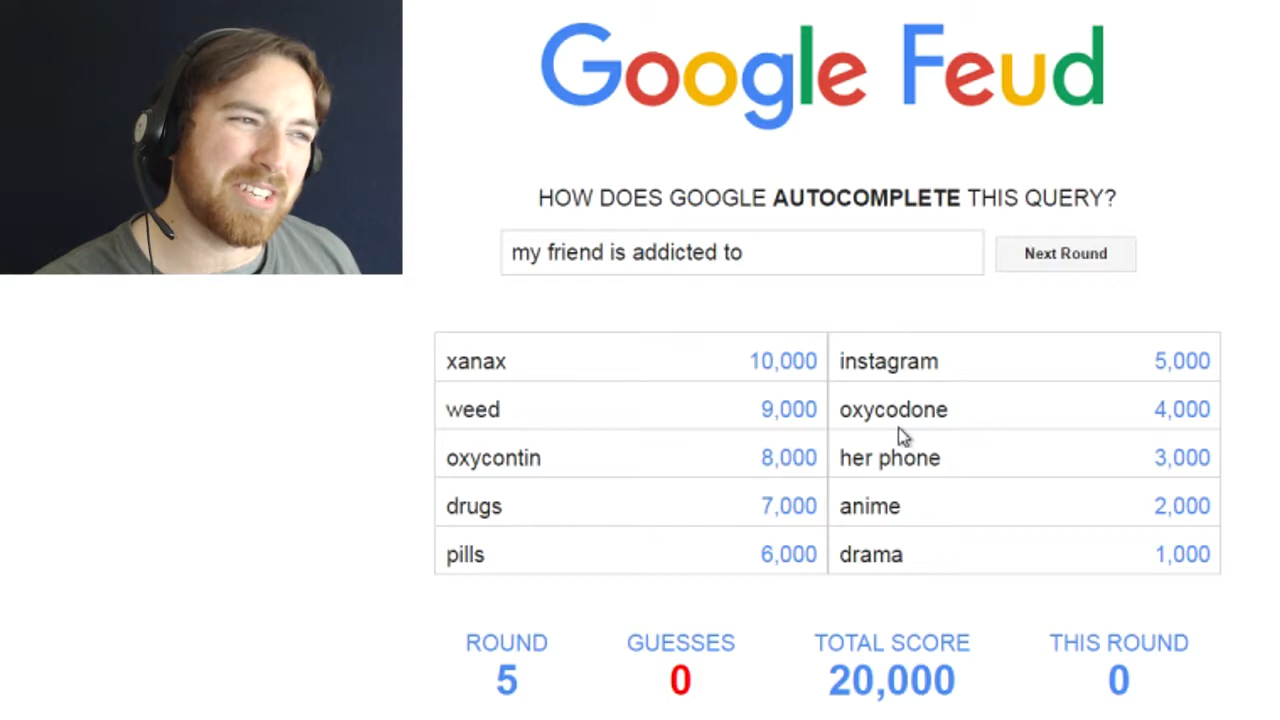 Google Feud
HOW DOES GOOGLE AUTOCOMPLETE THIS QUERY?
my friend is addicted to
Next Round
xanax 10,000
weed 9,000
oxycontin 8,000
drugs 7,000
pills 6,000
instagram 5,000
oxycodone 4,000
her phone 3,000
anime 2,000
drama 1,000
ROUND
5
GUESSES
0
TOTAL SCORE
20,000
THIS ROUND
0